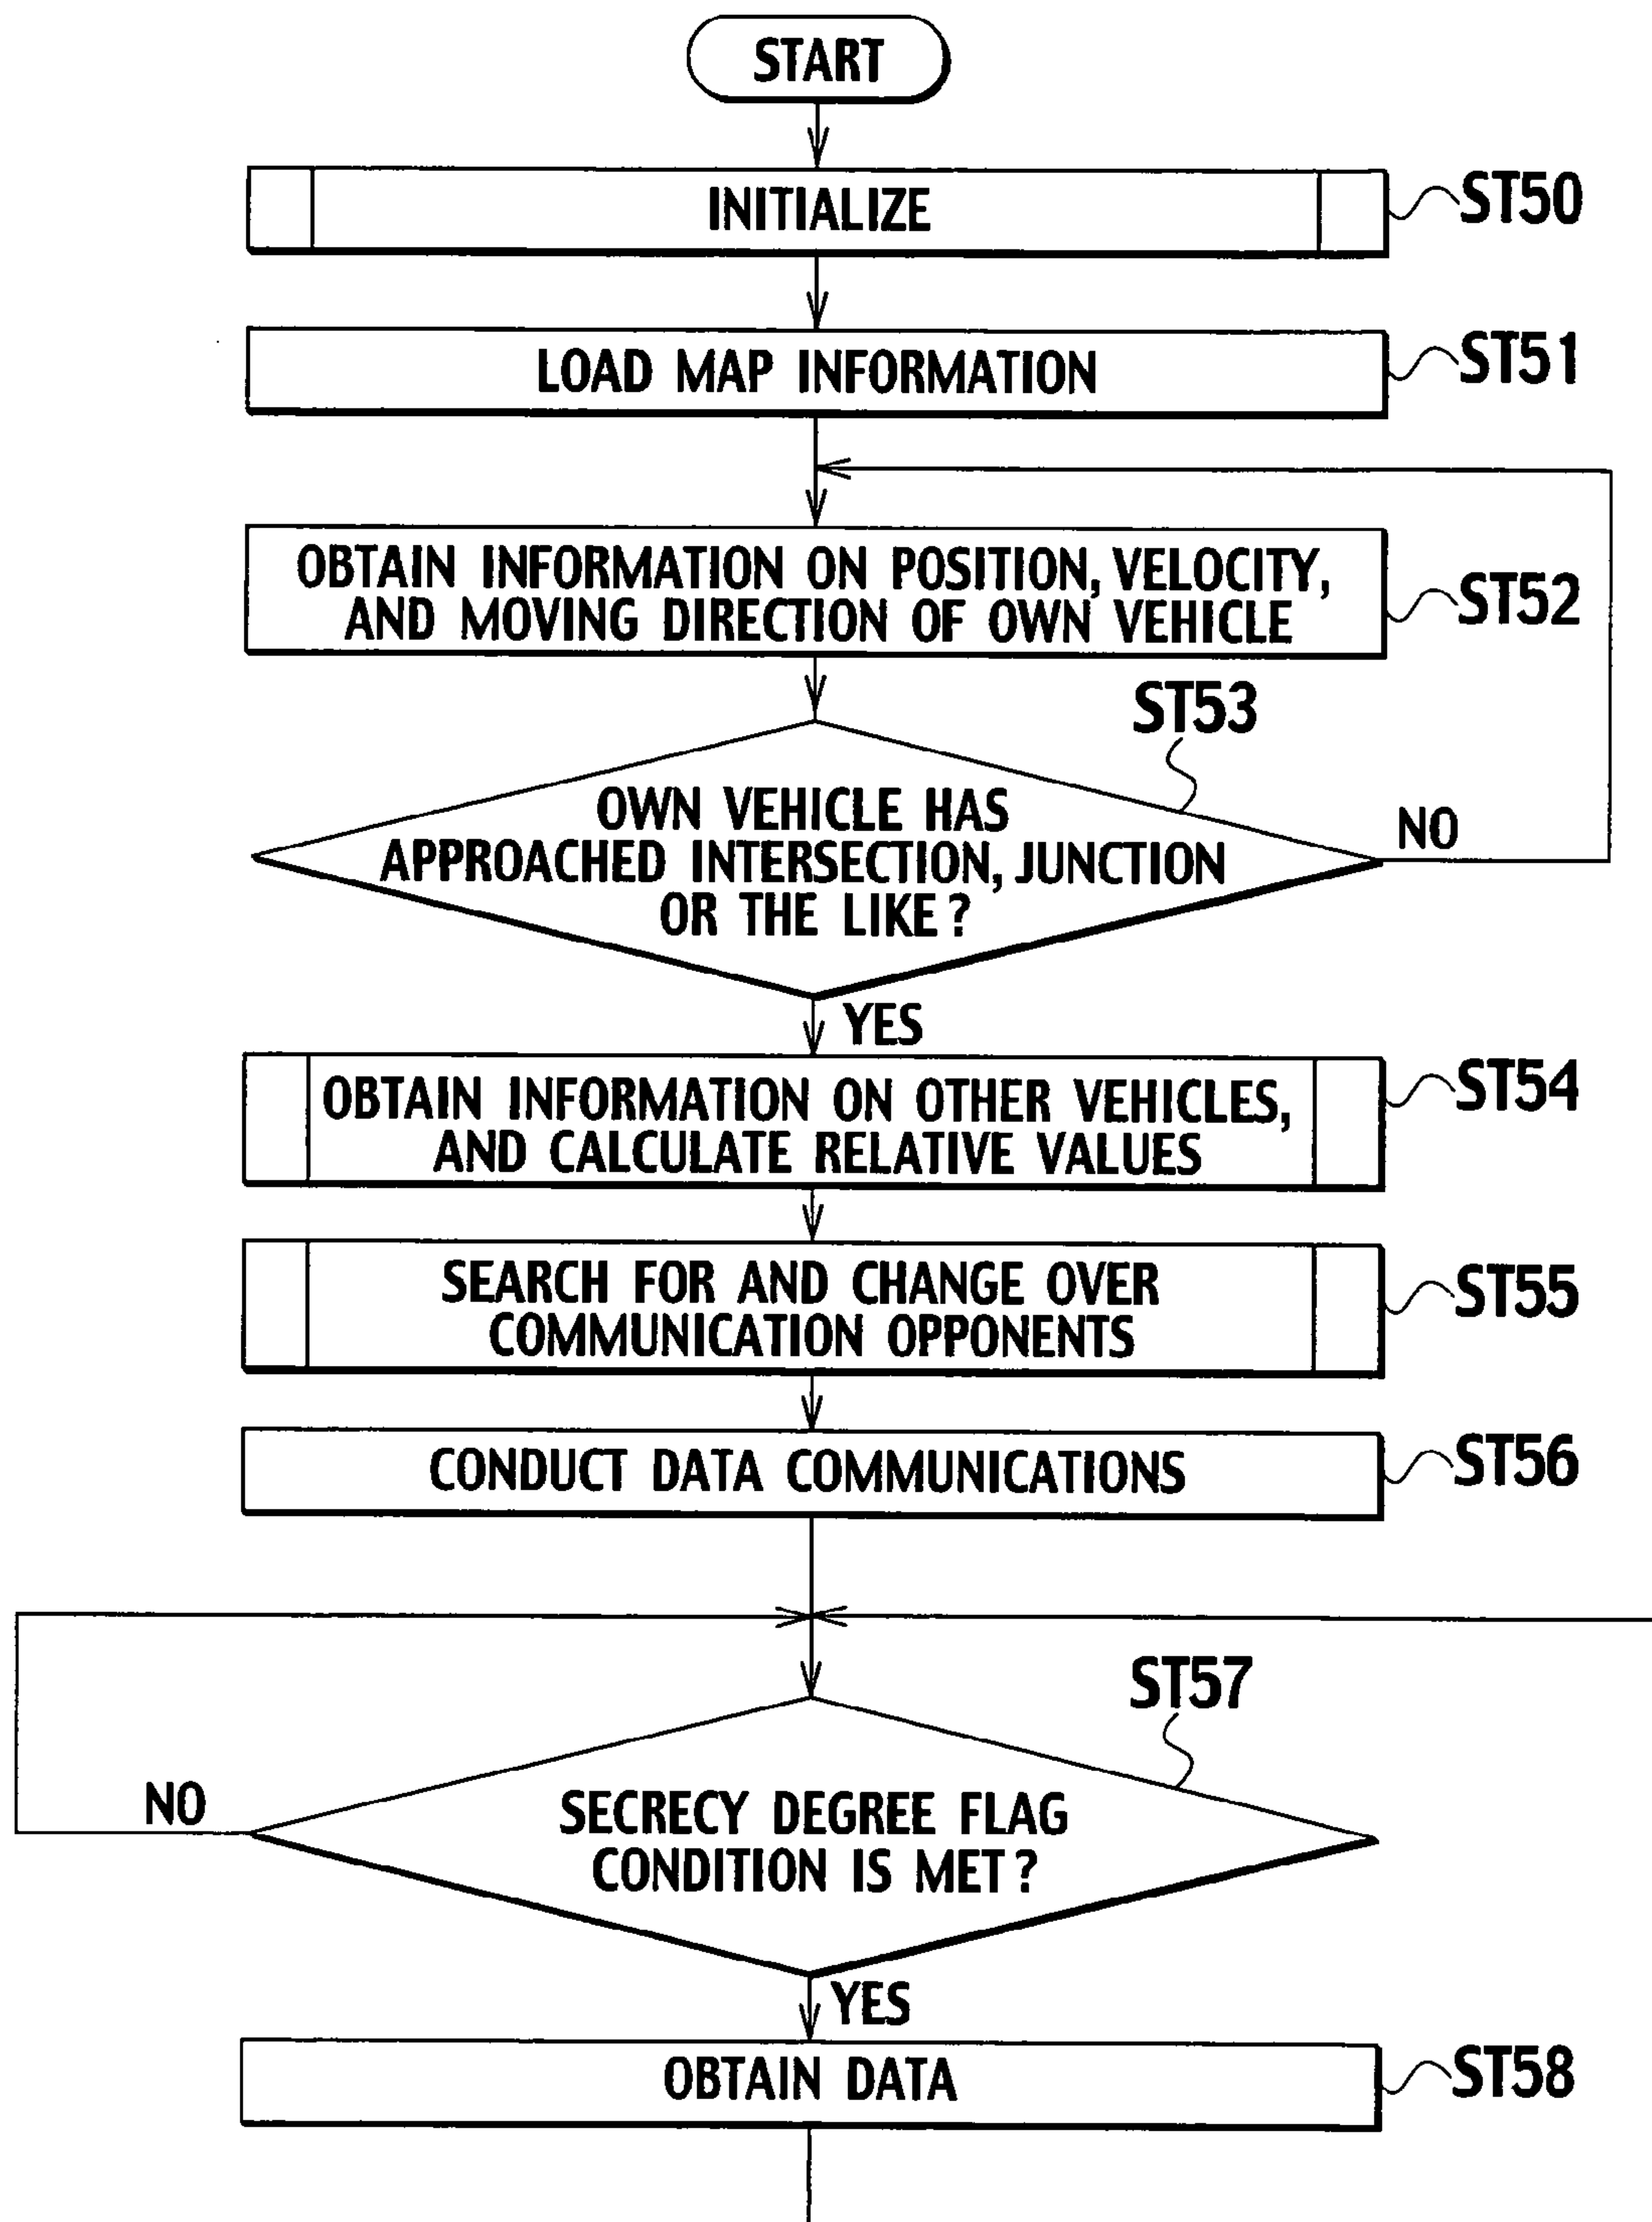 START
INITIALIZE
ST50
LOAD MAP INFORMATION
ST51
OBTAIN INFORMATION ON POSITION, VELOCITY,
AND MOVING DIRECTION OF OWN VEHICLE
ST52
ST53
OWN VEHICLE HAS
APPROACHED INTERSECTION, JUNCTION
OR THE LIKE?
NO
YES
OBTAIN INFORMATION ON OTHER VEHICLES,
AND CALCULATE RELATIVE VALUES
ST54
SEARCH FOR AND CHANGE OVER
COMMUNICATION OPPONENTS
ST55
CONDUCT DATA COMMUNICATIONS
ST56
ST57
NO
SECRECY DEGREE FLAG
CONDITION IS MET?
YES
OBTAIN DATA
ST58